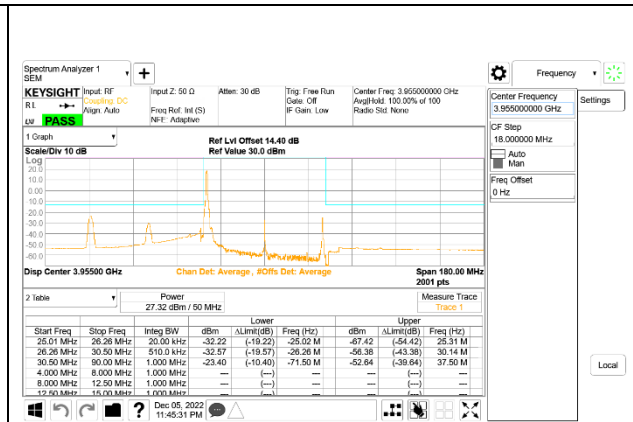 Spectrum Analyzer 1
SEM
+
Frequency
KEYSIGHT Input: RF Input Z: 50 Ω Atten: 30 dB Trig: Free Run Center Freq: 3.955000000 GHz
R L Coupling: DC Gate: Off Avg|Hold: 100.00% of 100
Align: Auto Freq Ref: Int (S) IF Gain: Low Radio Std: None
PASS NFE: Adaptive
Center Frequency
3.955000000 GHz
Settings
CF Step
18.000000 MHz
Auto
Man
Freq Offset
0 Hz
1 Graph
Ref Lvl Offset 14.40 dB
Scale/Div 10 dB Ref Value 30.0 dBm
Log
20.0
10.0
0.00
-10.0
-20.0
-30.0
-40.0
-50.0
-60.0
Disp Center 3.95500 GHz Chan Det: Average , #Offs Det: Average Span 180.00 MHz
2001 pts
2 Table Power Measure Trace
27.32 dBm / 50 MHz Trace 1
Lower Upper
Start Freq Stop Freq Integ BW dBm ΔLimit(dB) Freq (Hz) dBm ΔLimit(dB) Freq (Hz)
25.01 MHz 26.26 MHz 20.00 kHz -32.22 (-19.22) -25.02 M -67.42 (-54.42) 25.31 M
26.26 MHz 30.50 MHz 510.0 kHz -32.57 (-19.57) -26.26 M -56.38 (-43.38) 30.14 M
30.50 MHz 90.00 MHz 1.000 MHz -23.40 (-10.40) -71.50 M -52.64 (-39.64) 37.50 M
4.000 MHz 8.000 MHz 1.000 MHz --- (---) --- (---)
8.000 MHz 12.50 MHz 1.000 MHz --- (---) --- (---)
12.50 MHz 15.00 MHz 1.000 MHz --- (---) --- (---)
Local
? Dec 05, 2022
11:45:31 PM